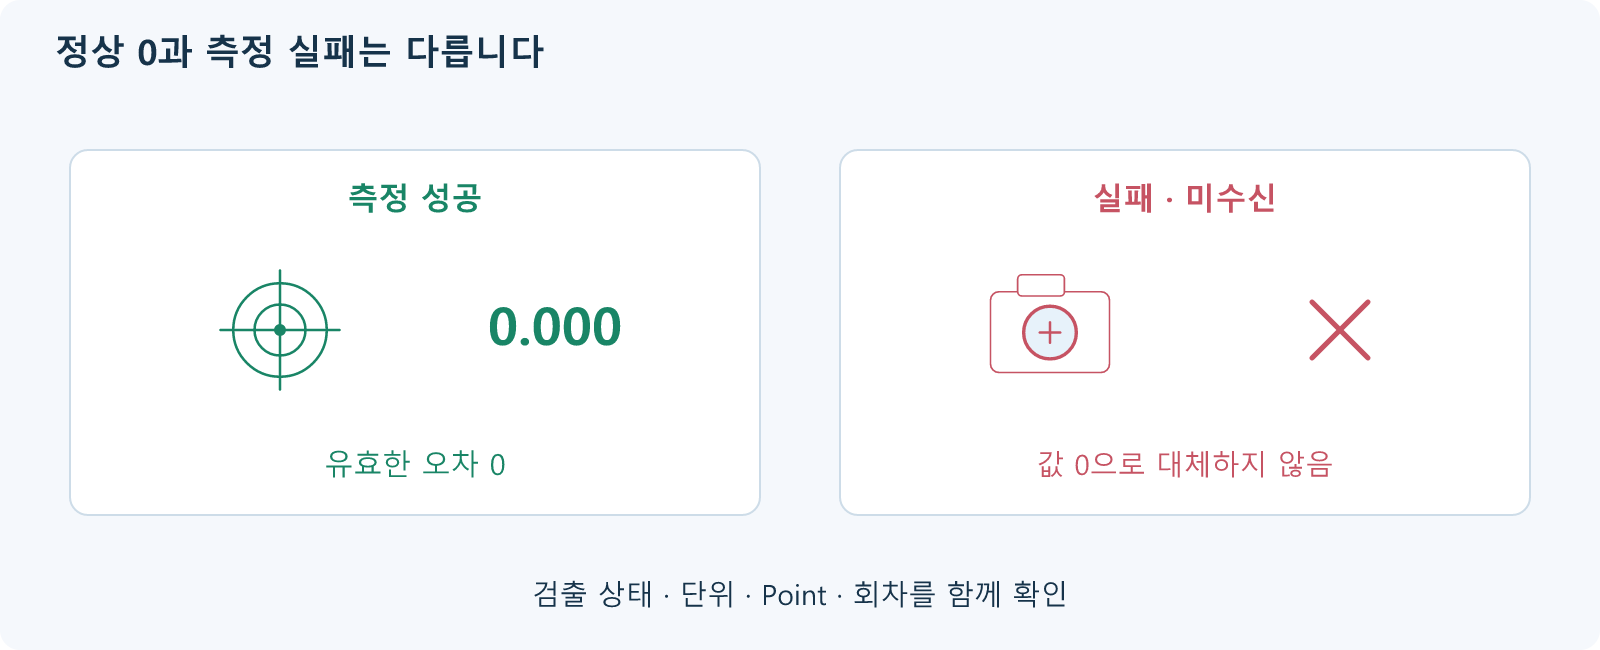 정상 0과 측정 실패는 다릅니다
측정 성공
0.000
유효한 오차 0
실패 · 미수신
값 0으로 대체하지 않음
검출 상태 · 단위 · Point · 회차를 함께 확인